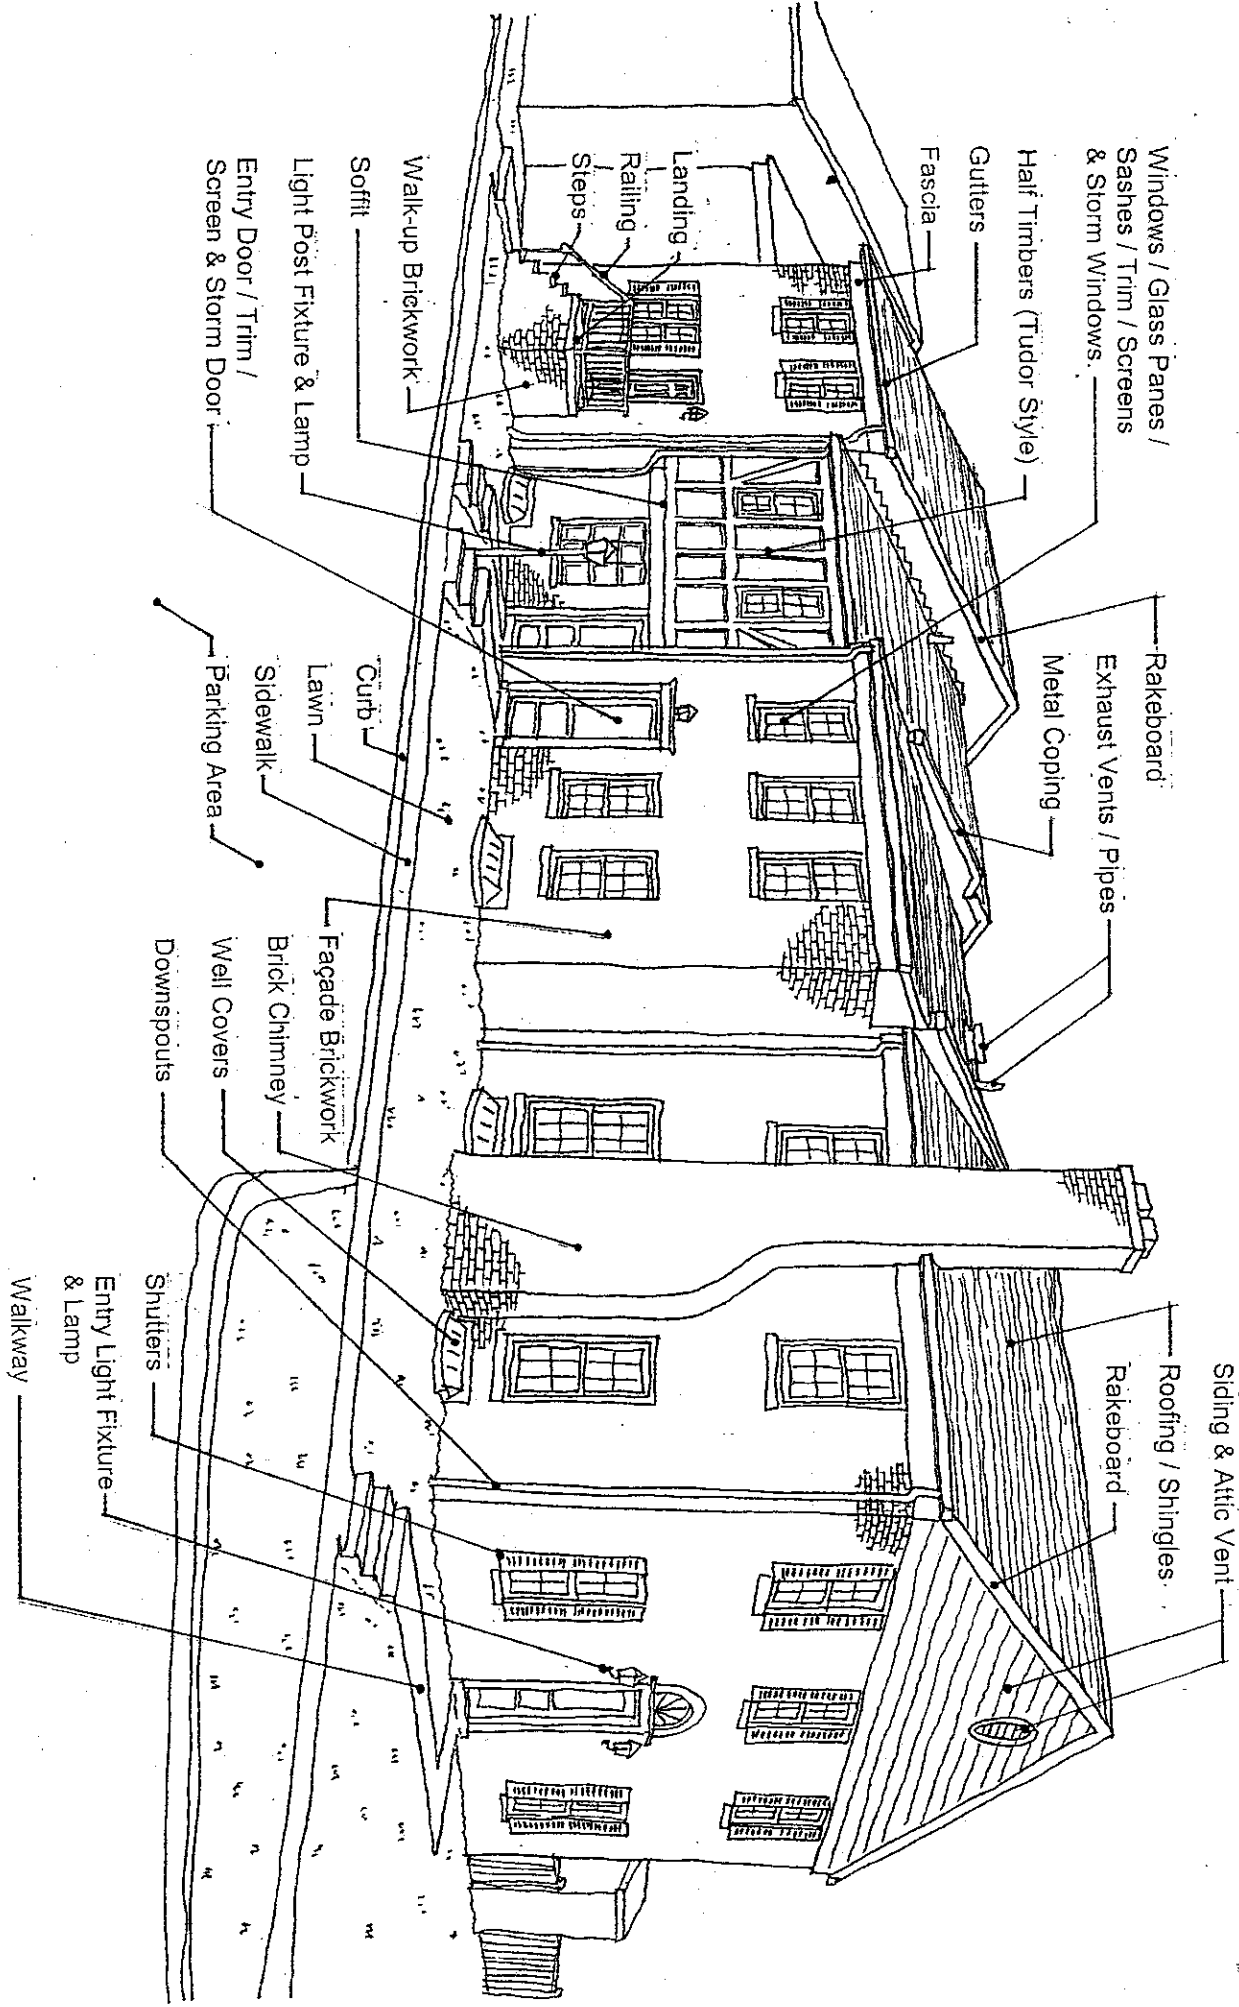 Windows / Glass Panes /
Sashes / Trim / Screens
& Storm Windows.
Half Timbers (Tudor Style)
Gutters
Fascia
Landing
Railing
Steps
Walk-up Brickwork
Soffit
Light Post Fixture & Lamp
Entry Door / Trim /
Screen & Storm Door
Rakeboard
Exhaust Vents / Pipes
Metal Coping
Curb
Lawn
Sidewalk
Parking Area
Façade Brickwork
Brick Chimney
Well Covers
Downspouts
Siding & Attic Vent
Roofing / Shingles
Rakeboard
Shutters
Entry Light Fixture
& Lamp
Walkway